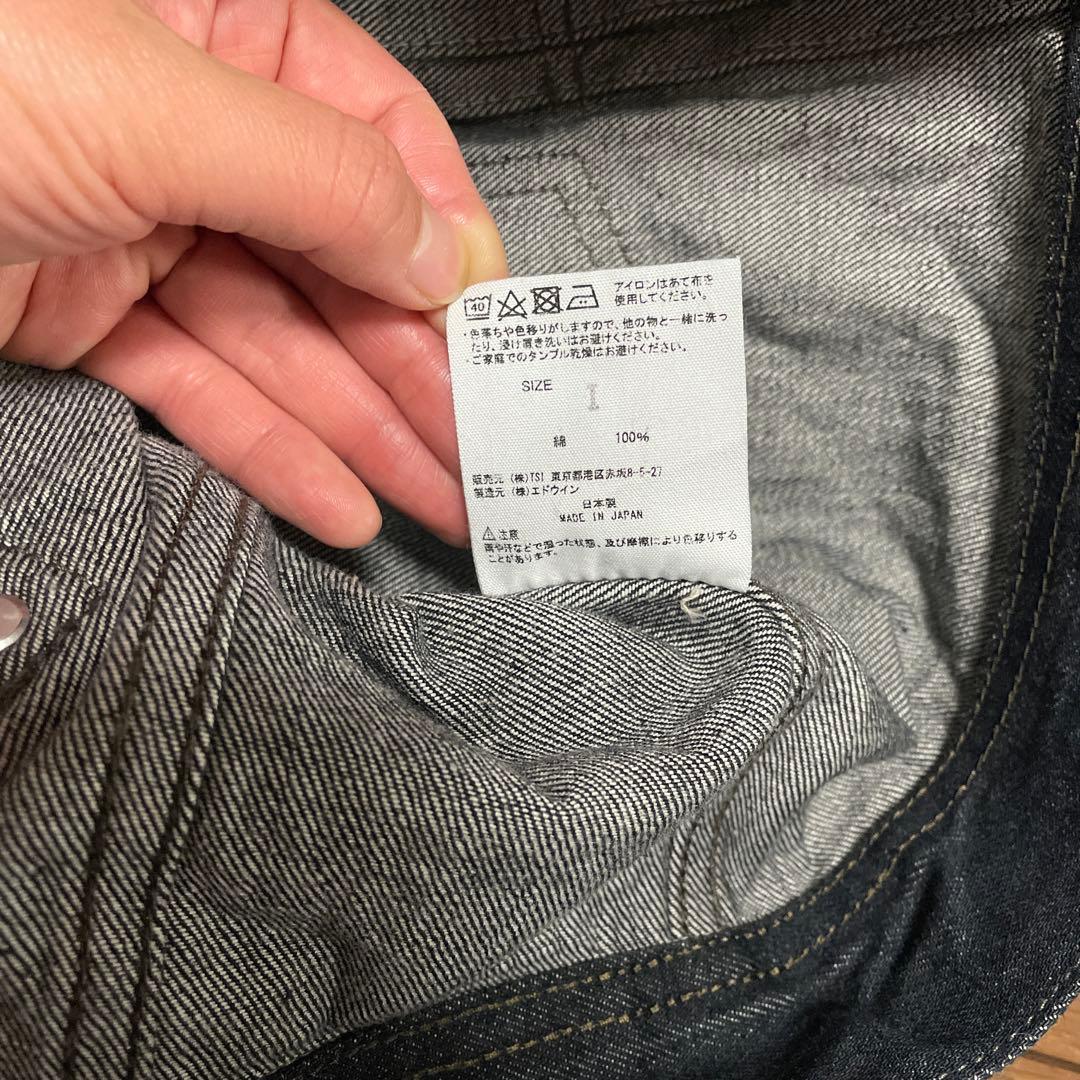 40 アイロンはあて布を
使用してください。
・色落ちや色移りがしますので、他の物と一緒に洗っ
たり、浸け置き洗いはお避けください。
・ご家庭でのタンブル乾燥はお避けください。
SIZE I
綿 100%
販売元 (株)TSI 東京都港区赤坂8-5-27
製造元 (株)エドウイン
日本製
MADE IN JAPAN
⚠注意
雨や汗などで湿った状態、及び摩擦により色移りする
ことがあります。